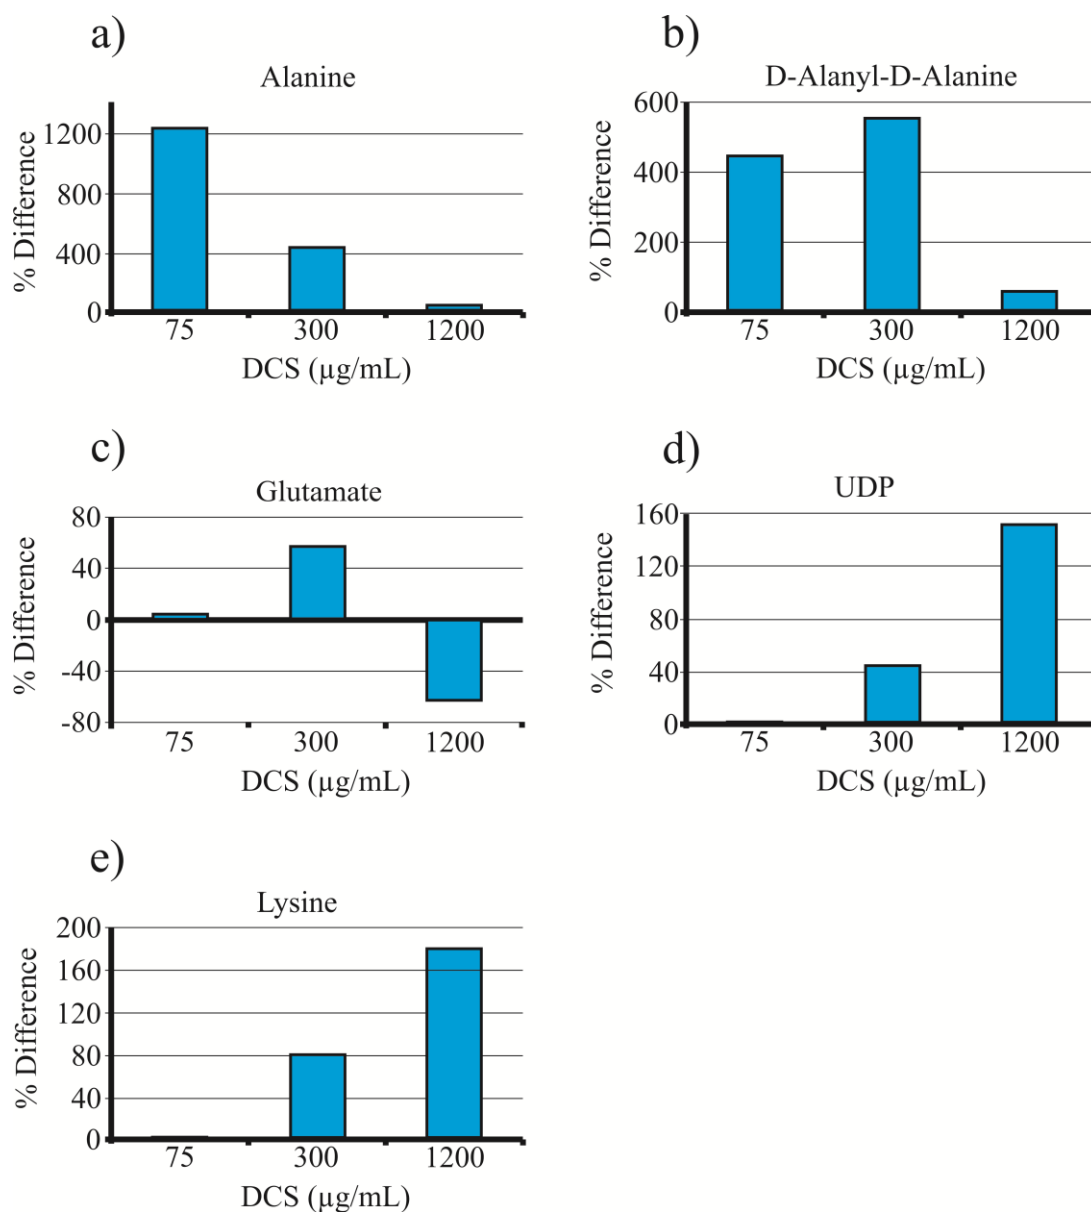 a)
Alanine
% Difference
1200
800
400
0
75 300 1200
DCS (µg/mL)
b)
D-Alanyl-D-Alanine
% Difference
600
400
200
0
75 300 1200
DCS (µg/mL)
c)
Glutamate
% Difference
80
40
0
-40
-80
75 300 1200
DCS (µg/mL)
d)
UDP
% Difference
160
120
80
40
0
75 300 1200
DCS (µg/mL)
e)
Lysine
% Difference
200
160
120
80
40
0
75 300 1200
DCS (µg/mL)